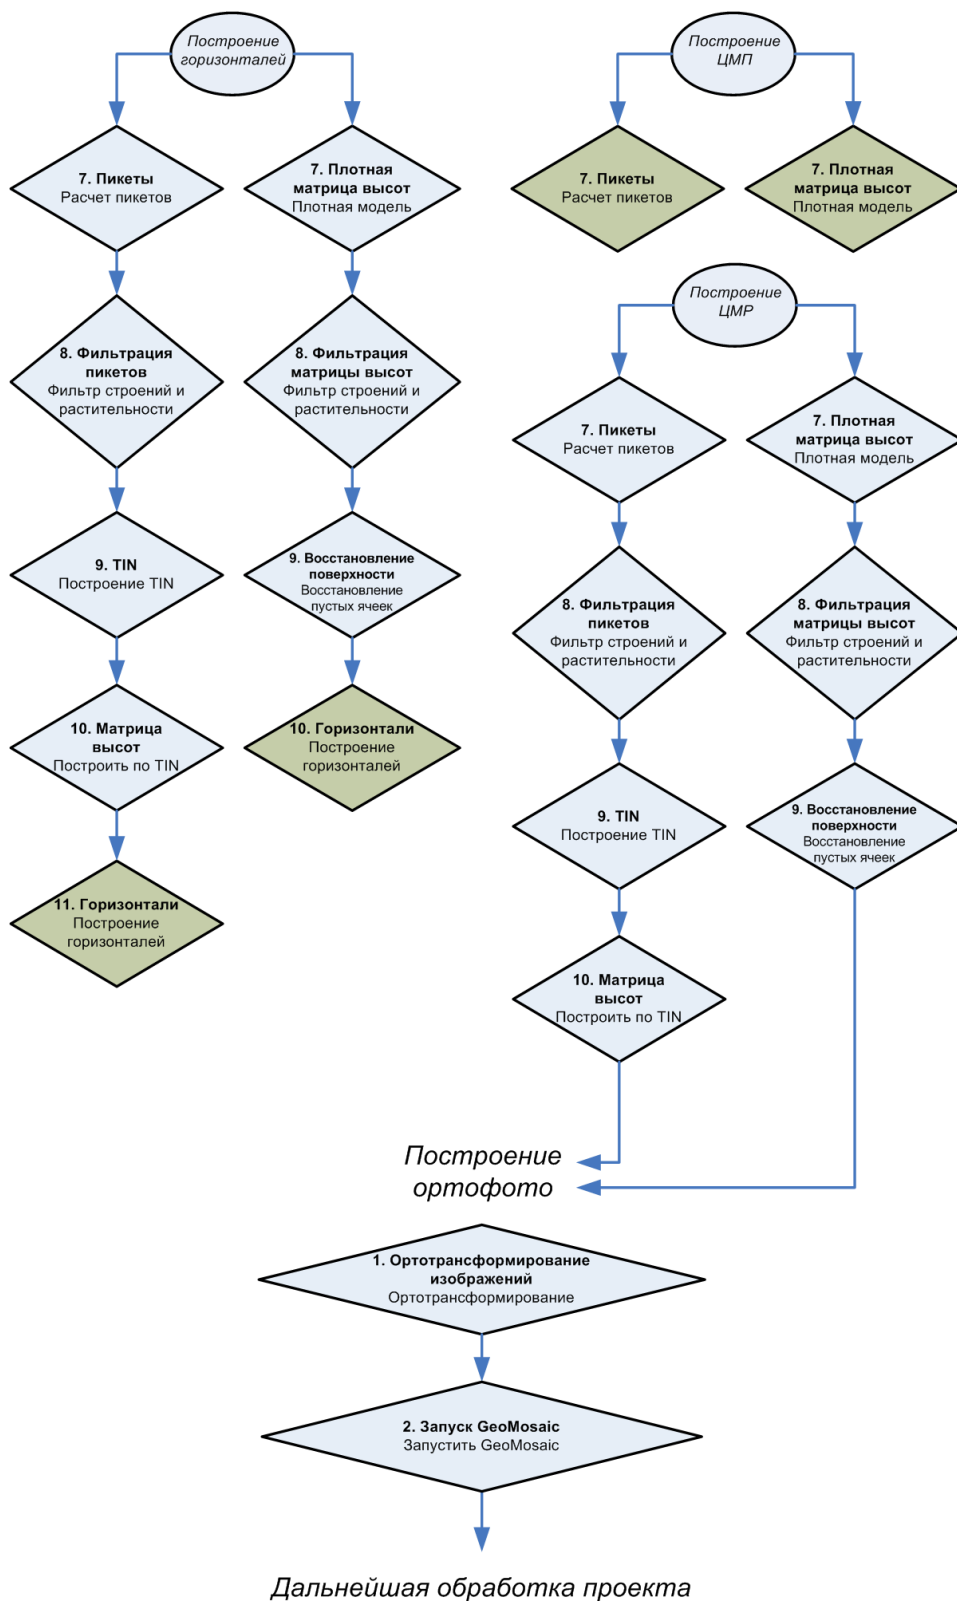 Построение
горизонталей
7. Пикеты
Расчет пикетов
7. Плотная
матрица высот
Плотная модель
8. Фильтрация
пикетов
Фильтр строений и
растительности
8. Фильтрация
матрицы высот
Фильтр строений и
растительности
9. TIN
Построение TIN
9. Восстановление
поверхности
Восстановление
пустых ячеек
10. Матрица
высот
Построить по TIN
10. Горизонтали
Построение
горизонталей
11. Горизонтали
Построение
горизонталей
Построение
ЦМП
7. Пикеты
Расчет пикетов
7. Плотная
матрица высот
Плотная модель
Построение
ЦМР
7. Пикеты
Расчет пикетов
7. Плотная
матрица высот
Плотная модель
8. Фильтрация
пикетов
Фильтр строений и
растительности
8. Фильтрация
матрицы высот
Фильтр строений и
растительности
9. TIN
Построение TIN
9. Восстановление
поверхности
Восстановление
пустых ячеек
10. Матрица
высот
Построить по TIN
Построение
ортофото
1. Ортотрансформирование
изображений
Ортотрансформирование
2. Запуск GeoMosaic
Запустить GeoMosaic
Дальнейшая обработка проекта